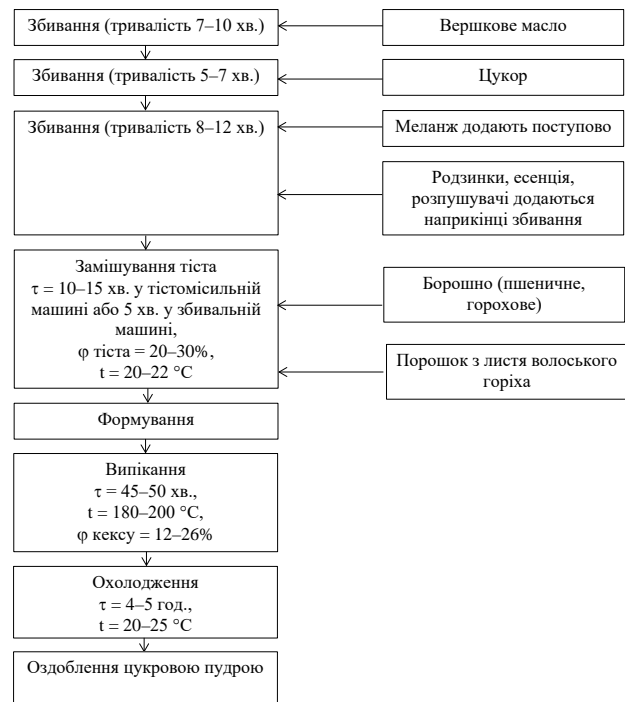 Збивання (тривалість 7–10 хв.)
Вершкове масло
Збивання (тривалість 5–7 хв.)
Цукор
Збивання (тривалість 8–12 хв.)
Меланж додають поступово
Родзинки, есенція,
розпушувачі додаються
наприкінці збивання
Замішування тіста
τ = 10–15 хв. у тістомісильній
машині або 5 хв. у збивальній
машині,
φ тіста = 20–30%,
t = 20–22 °C
Борошно (пшеничне,
горохове)
Порошок з листя волоського
горіха
Формування
Випікання
τ = 45–50 хв.,
t = 180–200 °C,
φ кексу = 12–26%
Охолодження
τ = 4–5 год.,
t = 20–25 °C
Оздоблення цукровою пудрою